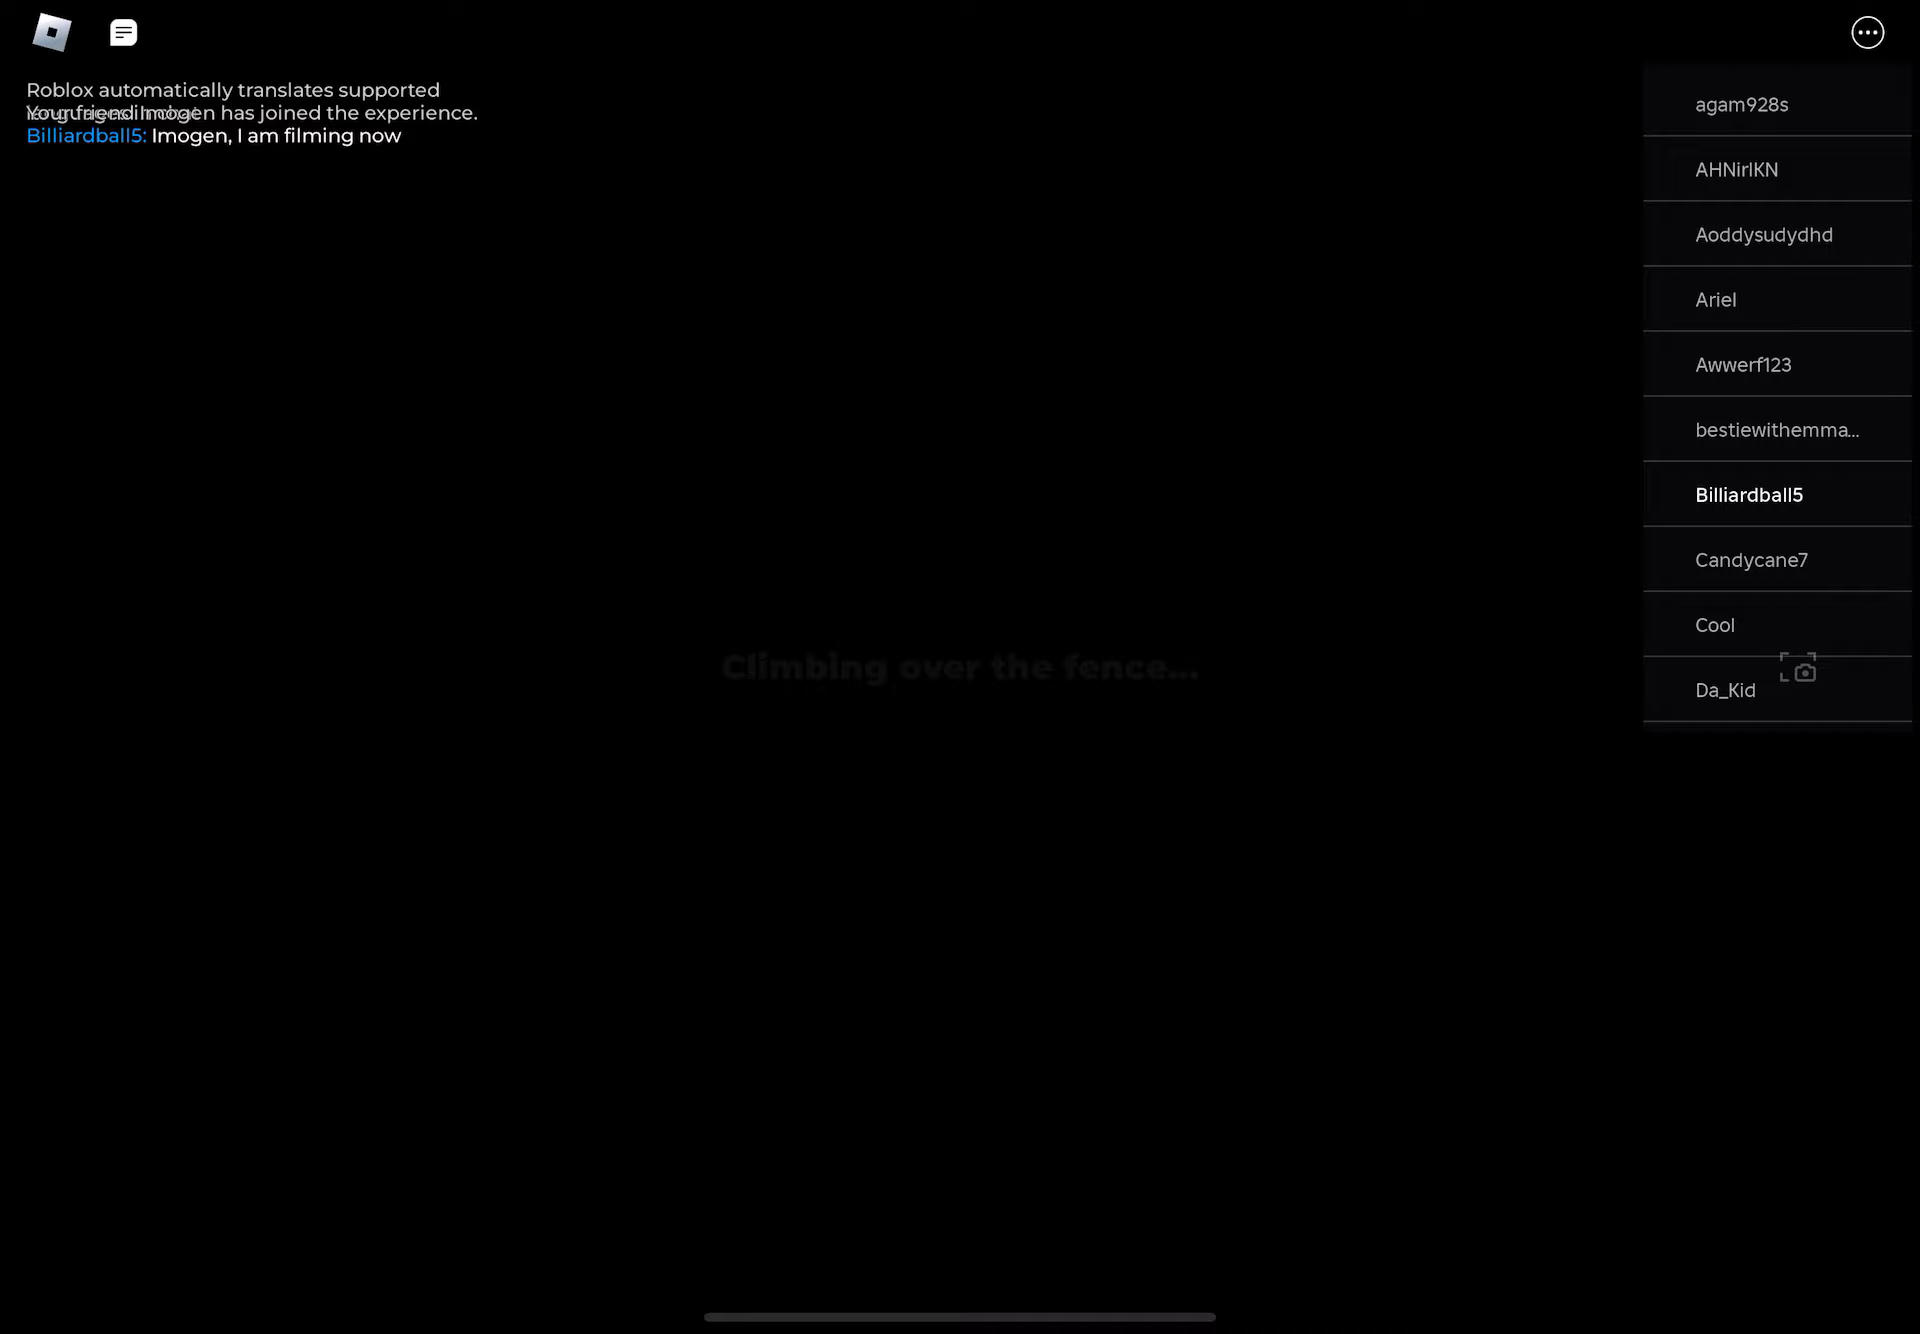 Roblox automatically translates supported
Your friend Imogen has joined the experience.
Billiardball5: Imogen, I am filming now
agam928s
AHNirlKN
Aoddysudydhd
Ariel
Awwerf123
bestiewithemma...
Billiardball5
Candycane7
Cool
Da_Kid
Climbing over the fence...